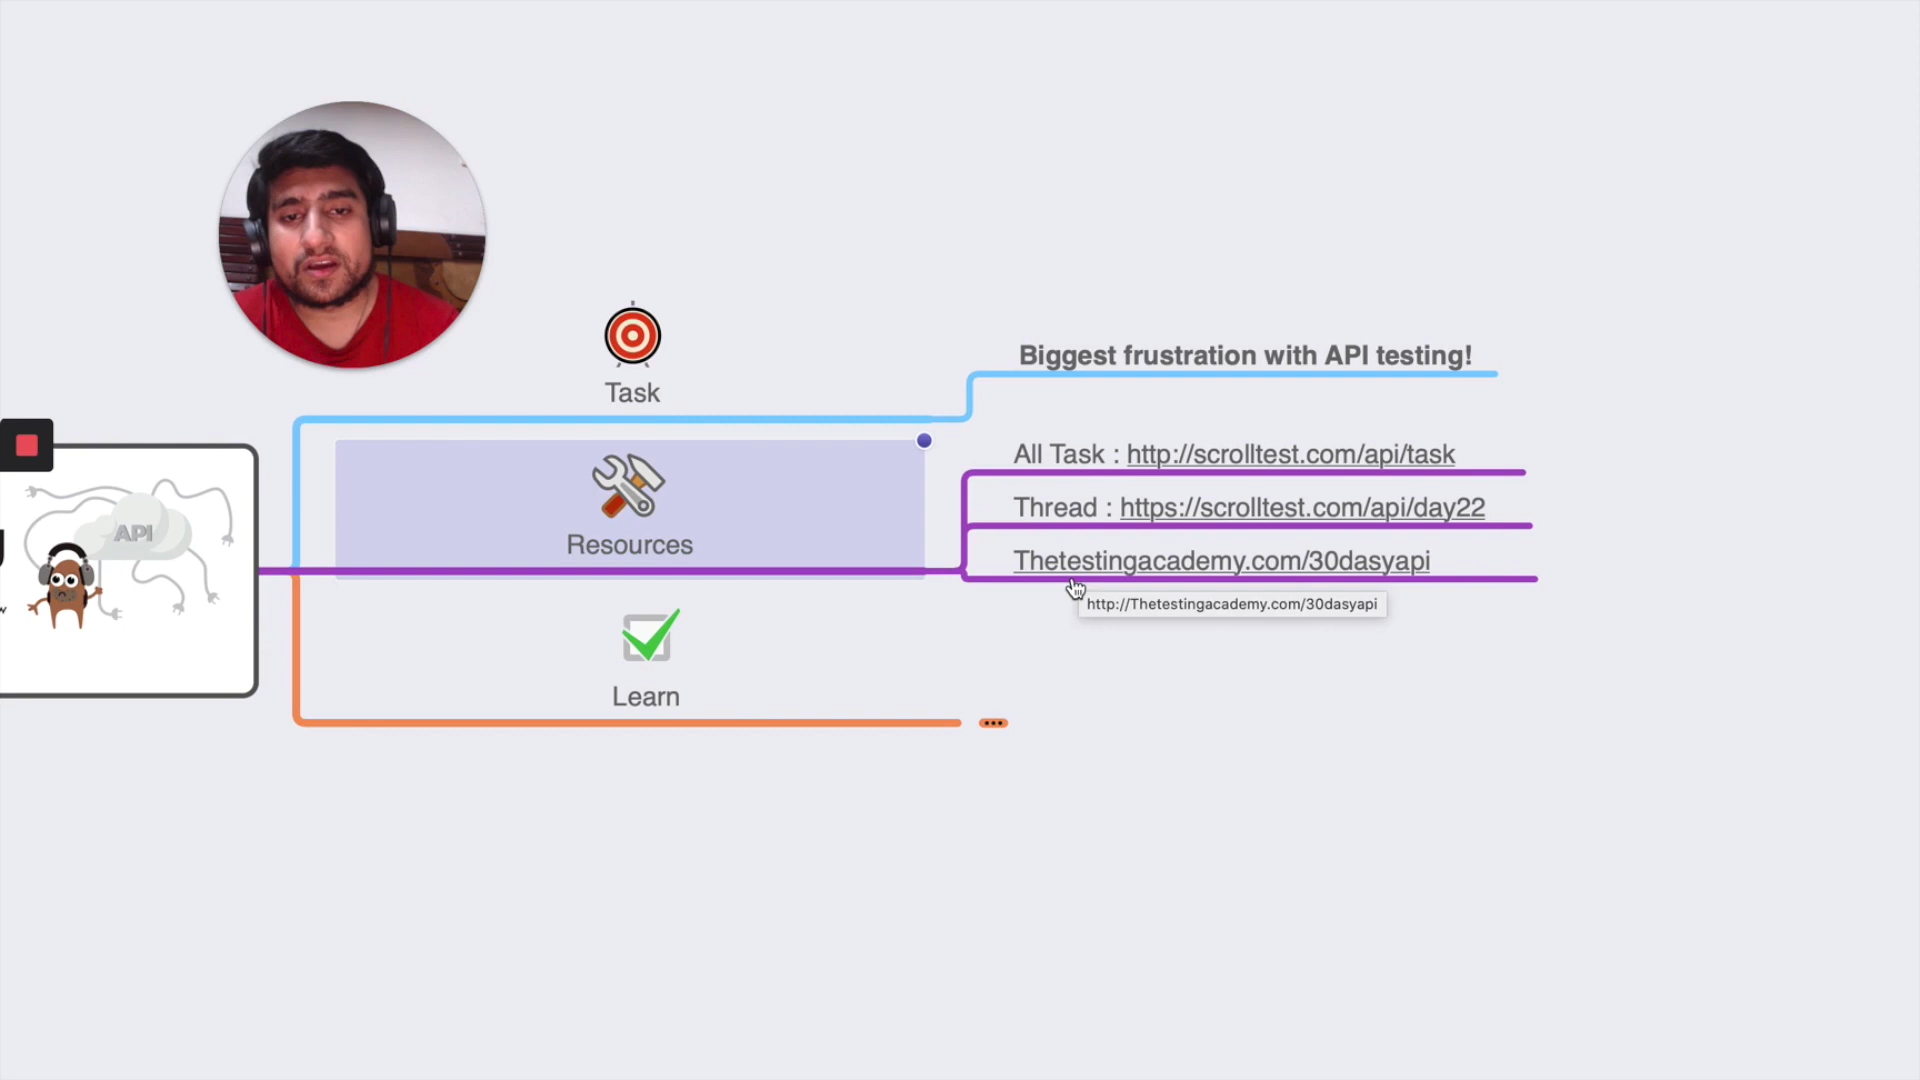 Task
Biggest frustration with API testing!
API
Resources
All Task : http://scrolltest.com/api/task
Thread : https://scrolltest.com/api/day22
Thetestingacademy.com/30dasyapi
http://Thetestingacademy.com/30dasyapi
Learn